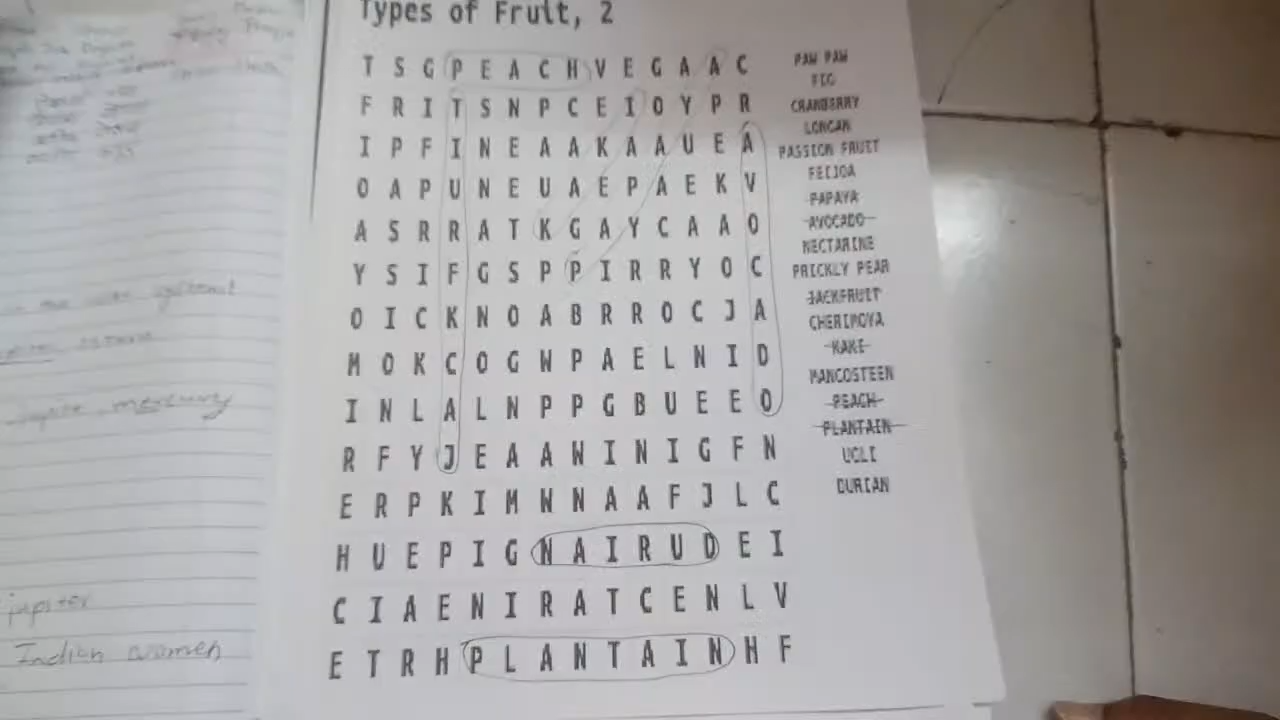 Types of Fruit, 2
T S G P E A C H V E G A A C
F R I T S N P C E I O Y P R
I P F I N E A A K A A U E A
O A P U N E U A E P A E K V
A S R R A T K G A Y C A A O
Y S I F G S P P I R R Y O C
O I C K N O A B R R O C J A
M O K C O G W P A E L N I D
I N L A L N P P G B U E E O
R F Y J E A A W I N I G F N
E R P K I M N N A A F J L C
H U E P I G N A I R U D E I
C I A E N I R A T C E N L V
E T R H P L A N T A I N H F
PAW PAW
FIG
CRANBERRY
LONGAN
PASSION FRUIT
FEIJOA
PAPAYA
AVOCADO
NECTARINE
PRICKLY PEAR
JACKFRUIT
CHERIMOYA
KAKE
MANGOSTEEN
PEACH
PLANTAIN
UGLI
DURIAN
mercury
jupiter
Indian women